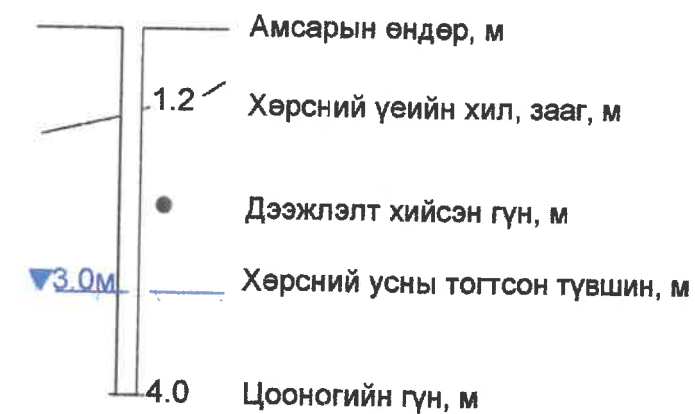 Амсарын өндөр, м
1.2 Хөрсний үеийн хил, зааг, м
Дээжлэлт хийсэн гүн, м
3.0м Хөрсний усны тогтсон түвшин, м
4.0 Цооногийн гүн, м